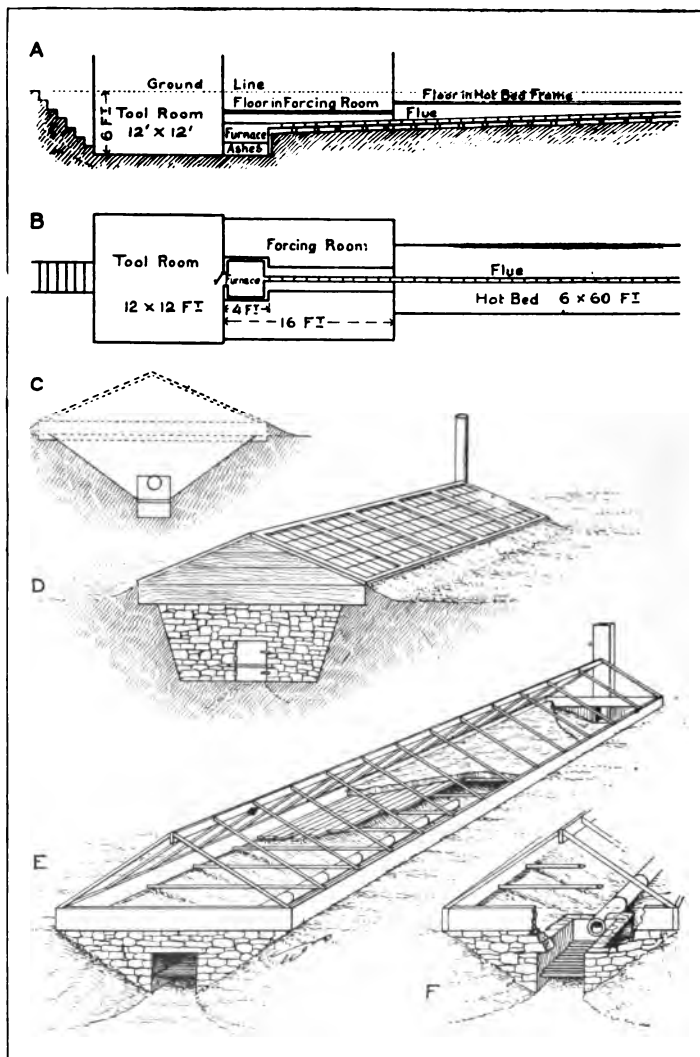 A
Ground Line
Floor in Forcing Room
Floor in Hot Bed Frame
6 FT
Tool Room
12' x 12'
Flue
Furnace
Ashes
B
Forcing Room
Tool Room
Furnace
Flue
12 x 12 FT
4 FT
Hot Bed 6 x 60 FT
16 FT
C
D
E
F